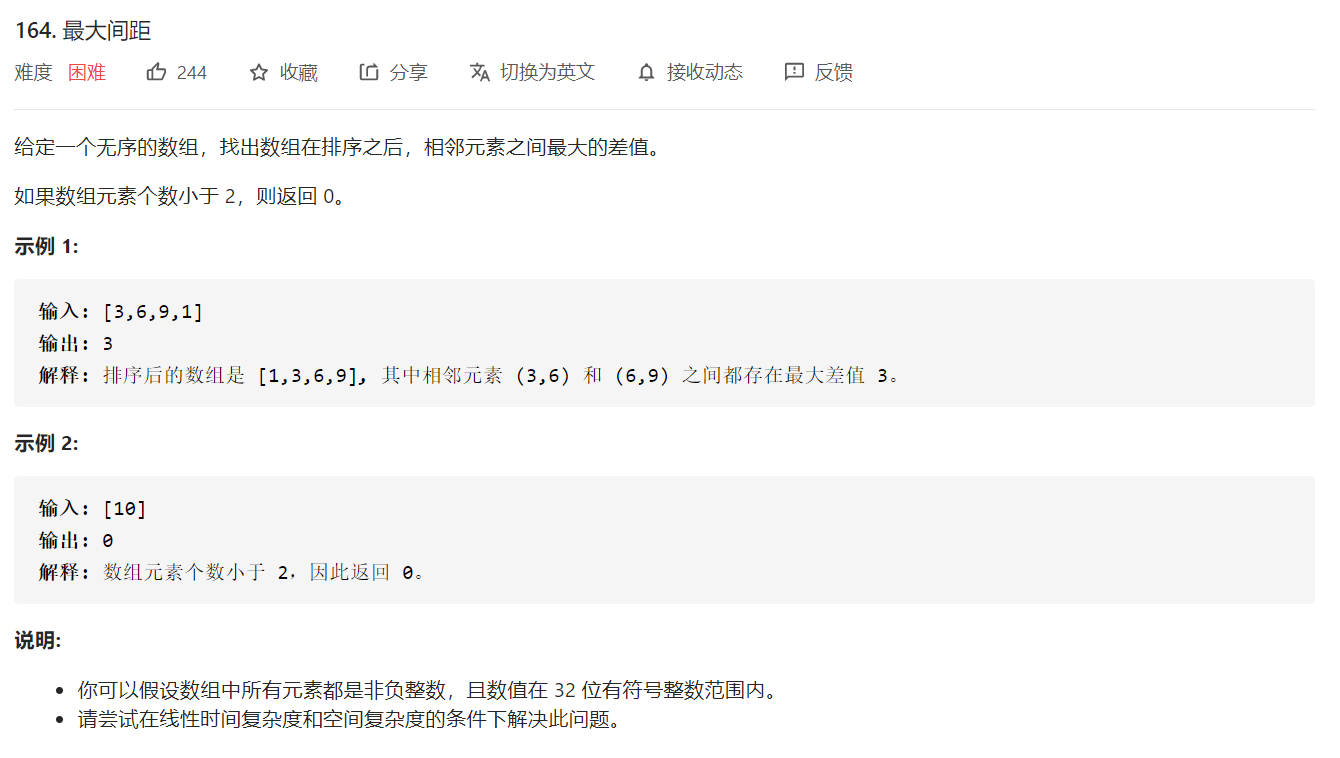 164. 最大间距
难度 困难 244 收藏 分享 切换为英文 接收动态 反馈
给定一个无序的数组，找出数组在排序之后，相邻元素之间最大的差值。
如果数组元素个数小于 2，则返回 0。
示例 1:
输入: [3,6,9,1]
输出: 3
解释: 排序后的数组是 [1,3,6,9], 其中相邻元素 (3,6) 和 (6,9) 之间都存在最大差值 3。
示例 2:
输入: [10]
输出: 0
解释: 数组元素个数小于 2，因此返回 0。
说明:
• 你可以假设数组中所有元素都是非负整数，且数值在 32 位有符号整数范围内。
• 请尝试在线性时间复杂度和空间复杂度的条件下解决此问题。